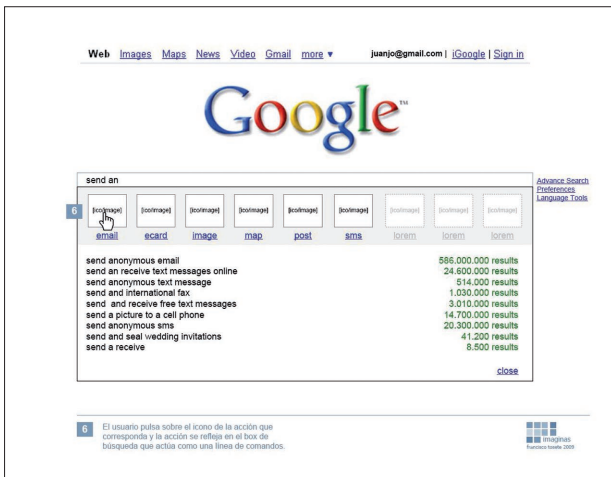 Web Images Maps News Video Gmail more ▼ juanjo@gmail.com | iGoogle | Sign in
Google™
send an
Advance Search
Preferences
Language Tools
6
[ico/image] [ico/image] [ico/image] [ico/image] [ico/image] [ico/image] [ico/image] [ico/image] [ico/image]
email ecard image map post sms lorem lorem lorem
send anonymous email 586.000.000 results
send an receive text messages online 24.600.000 results
send anonymous text message 514.000 results
send and international fax 1.030.000 results
send and receive free text messages 3.010.000 results
send a picture to a cell phone 14.700.000 results
send anonymous sms 20.300.000 results
send and seal wedding invitations 41.200 results
send a receive 8.500 results
close
6 El usuario pulsa sobre el icono de la acción que
corresponda y la acción se refleja en el box de
búsqueda que actúa como una línea de comandos.
imaginas
2009